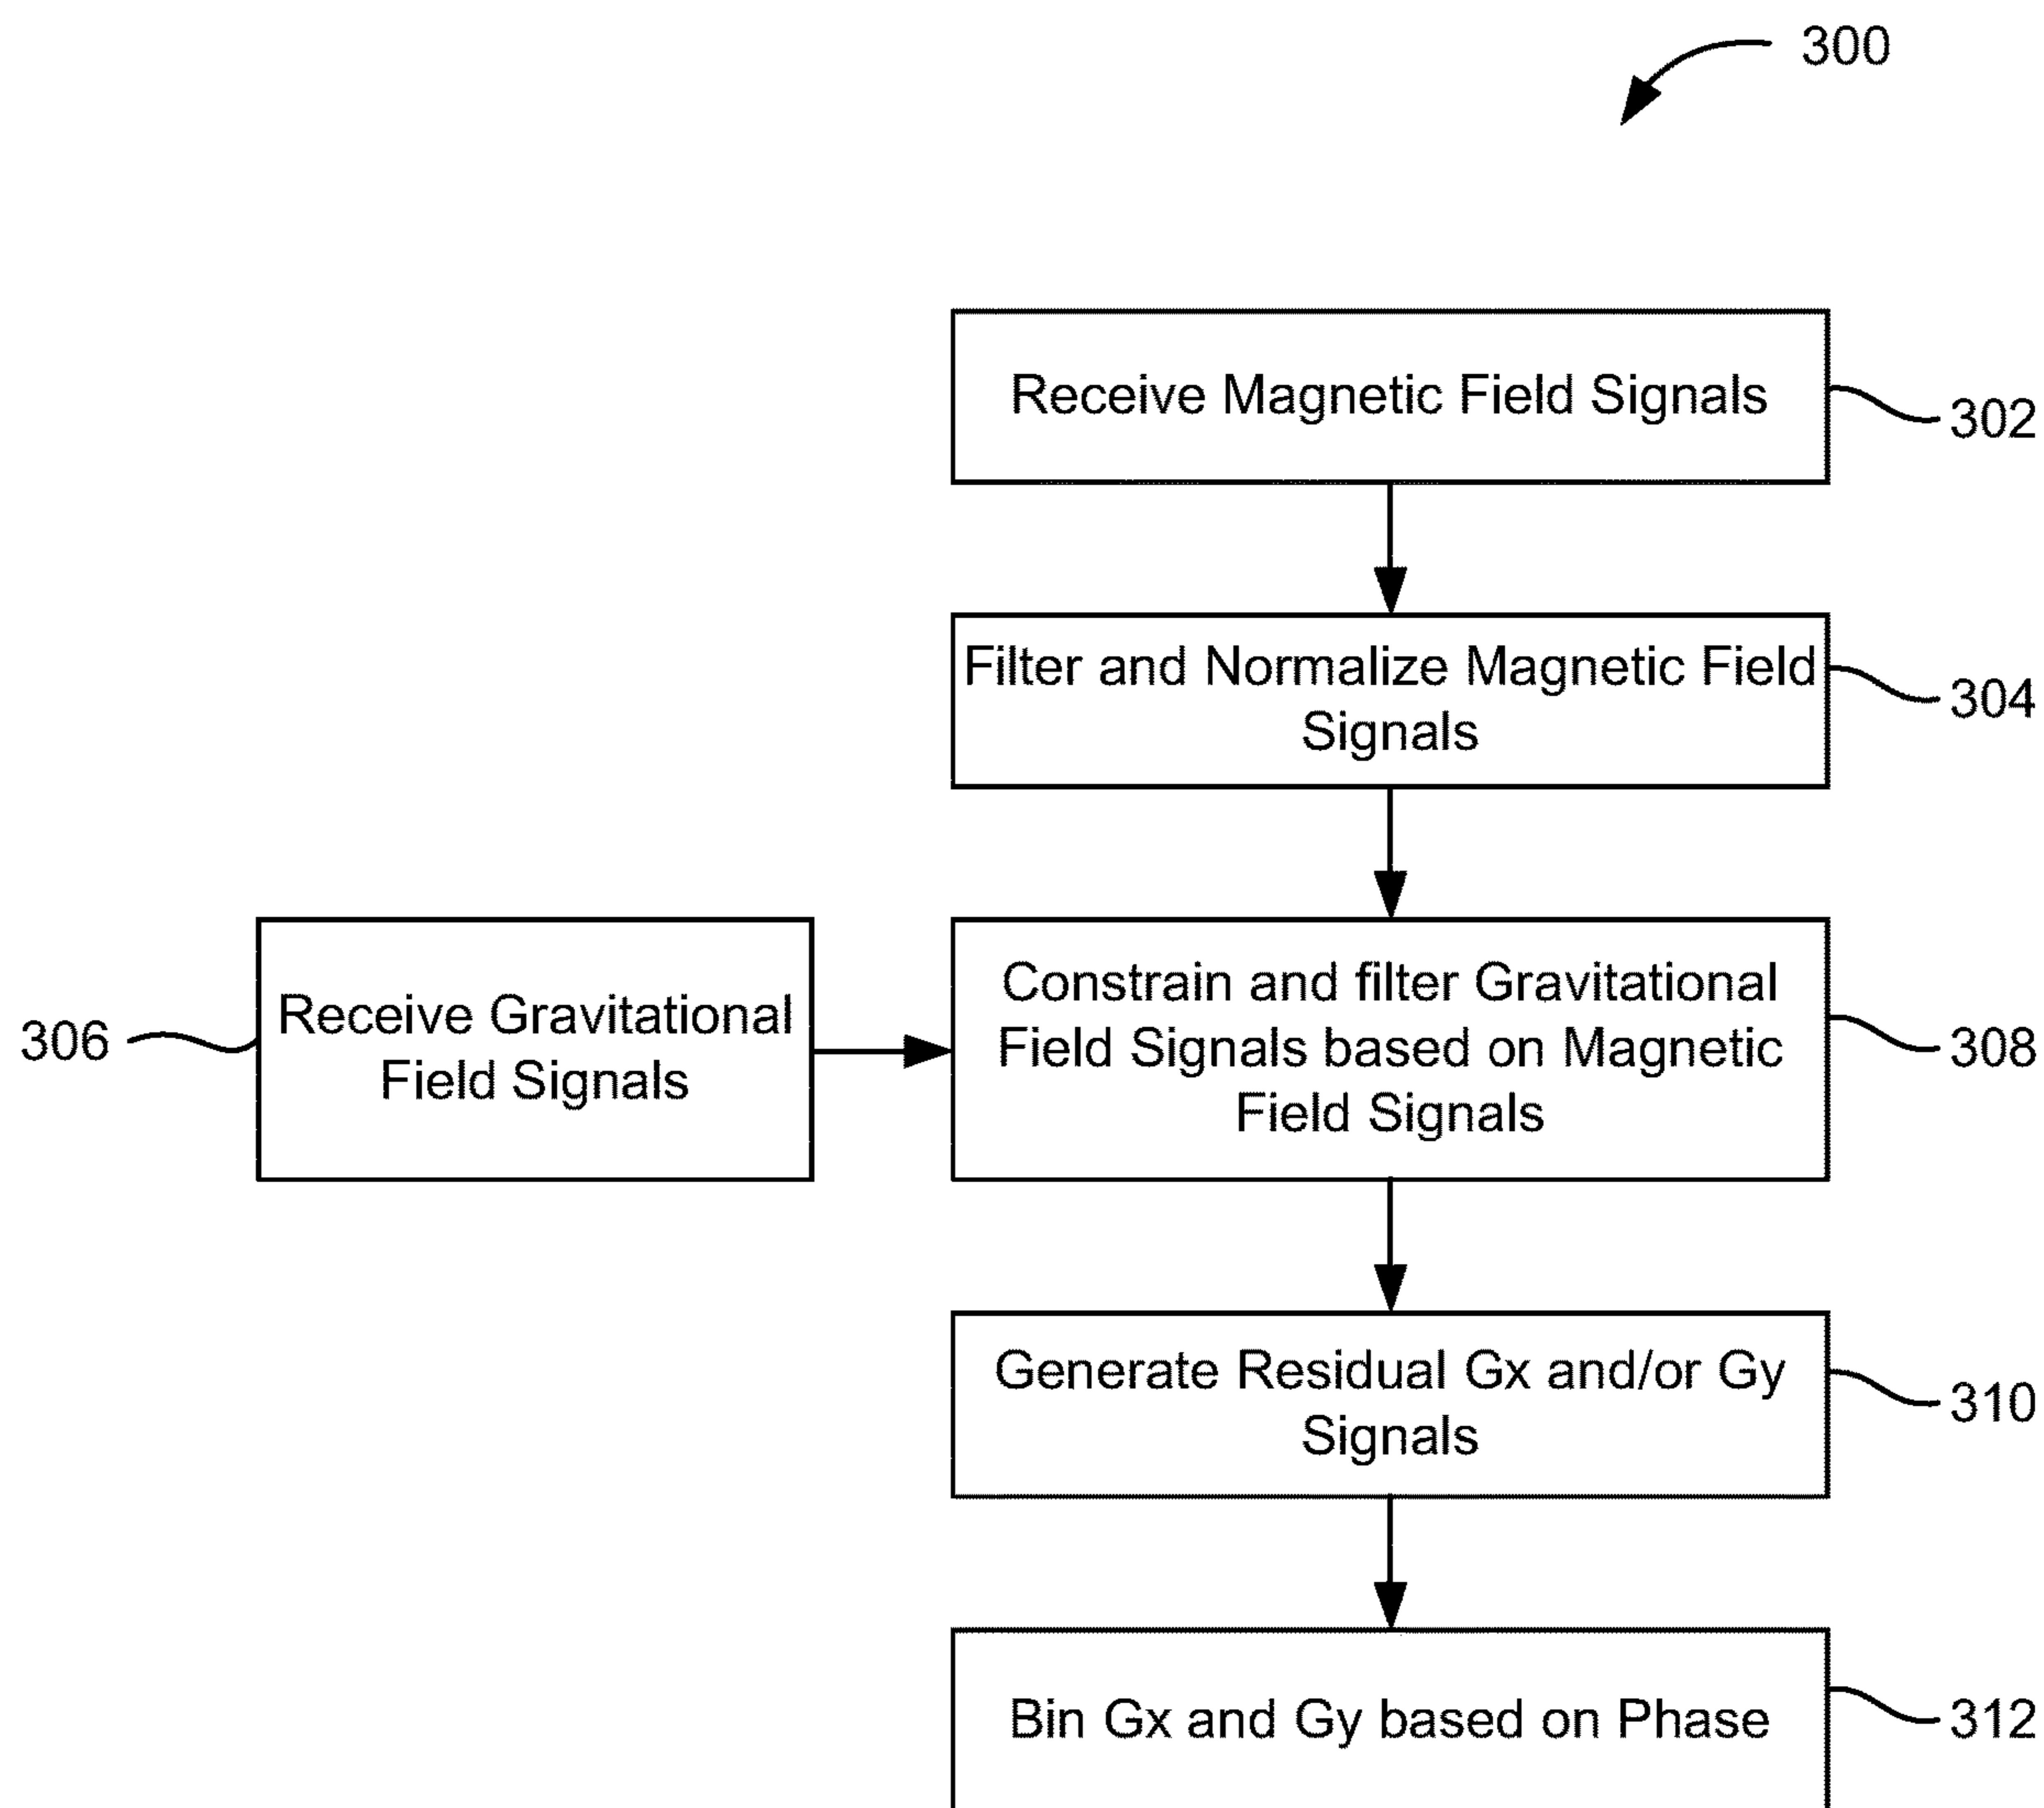 300
Receive Magnetic Field Signals
302
Filter and Normalize Magnetic Field
Signals
304
306
Receive Gravitational
Field Signals
Constrain and filter Gravitational
Field Signals based on Magnetic
Field Signals
308
Generate Residual Gx and/or Gy
Signals
310
Bin Gx and Gy based on Phase
312